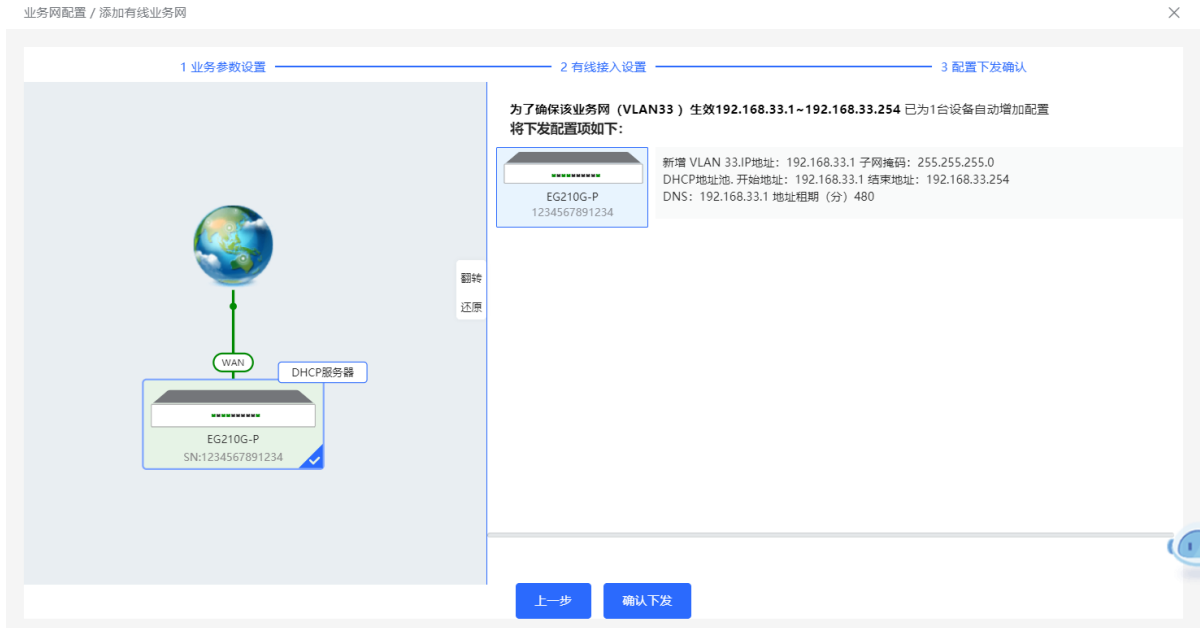 业务网配置 / 添加有线业务网
1 业务参数设置
2 有线接入设置
3 配置下发确认
翻转
还原
WAN
DHCP服务器
EG210G-P
SN:1234567891234
为了确保该业务网（VLAN33 ）生效192.168.33.1~192.168.33.254 已为1台设备自动增加配置
将下发配置项如下：
EG210G-P
1234567891234
新增 VLAN 33.IP地址：192.168.33.1 子网掩码：255.255.255.0
DHCP地址池. 开始地址：192.168.33.1 结束地址：192.168.33.254
DNS：192.168.33.1 地址租期（分）480
上一步
确认下发